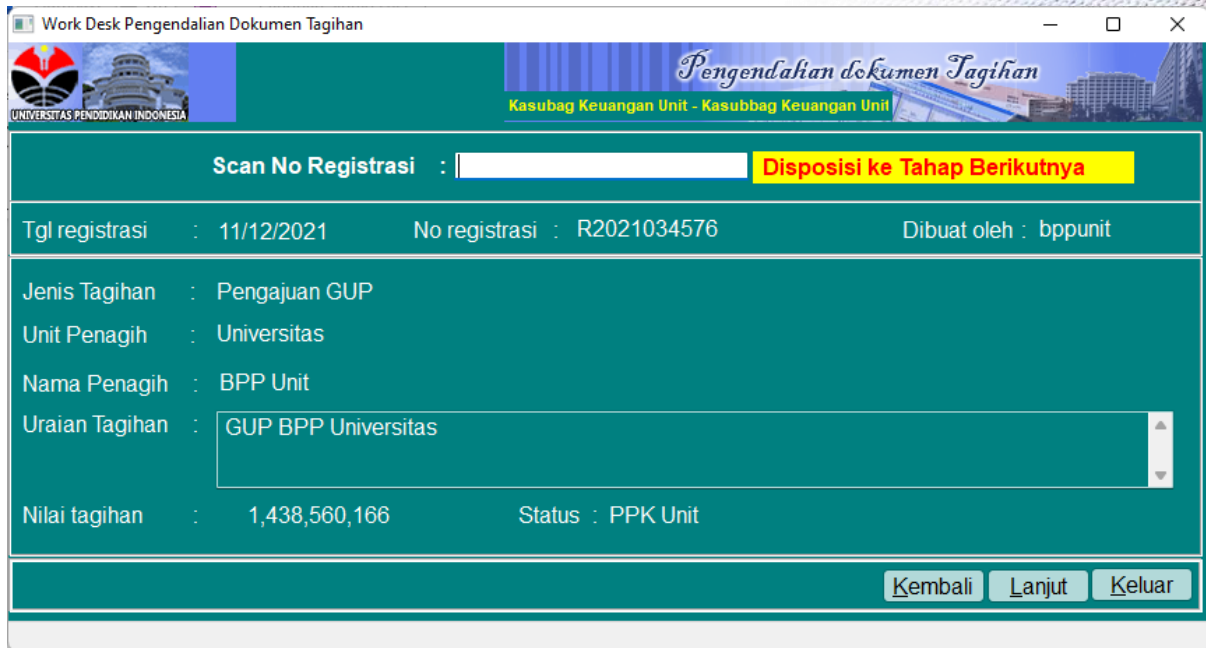 Work Desk Pengendalian Dokumen Tagihan
UNIVERSITAS PENDIDIKAN INDONESIA
Pengendalian dokumen Tagihan
Kasubag Keuangan Unit - Kasubbag Keuangan Unit
Scan No Registrasi : Disposisi ke Tahap Berikutnya
Tgl registrasi : 11/12/2021 No registrasi : R2021034576 Dibuat oleh : bppunit
Jenis Tagihan : Pengajuan GUP
Unit Penagih : Universitas
Nama Penagih : BPP Unit
Uraian Tagihan : GUP BPP Universitas
Nilai tagihan : 1,438,560,166 Status : PPK Unit
Kembali Lanjut Keluar